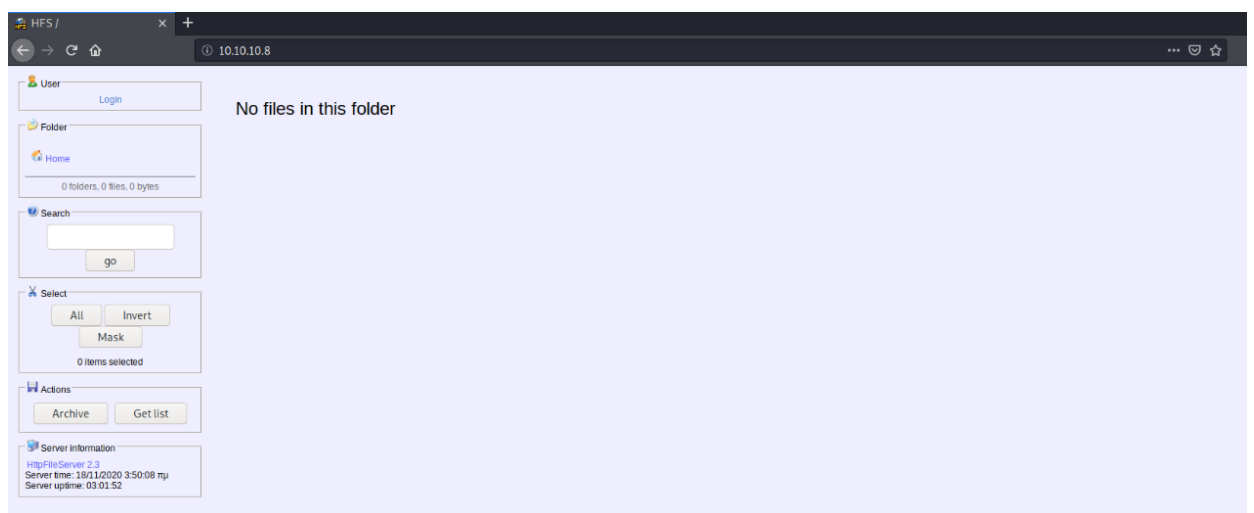 HFS /
10.10.10.8
User
Login
Folder
Home
0 folders, 0 files, 0 bytes
Search
go
Select
All Invert
Mask
0 items selected
Actions
Archive Get list
Server information
HttpFileServer 2.3
Server time: 18/11/2020 3:50:08 πμ
Server uptime: 03:01:52
No files in this folder